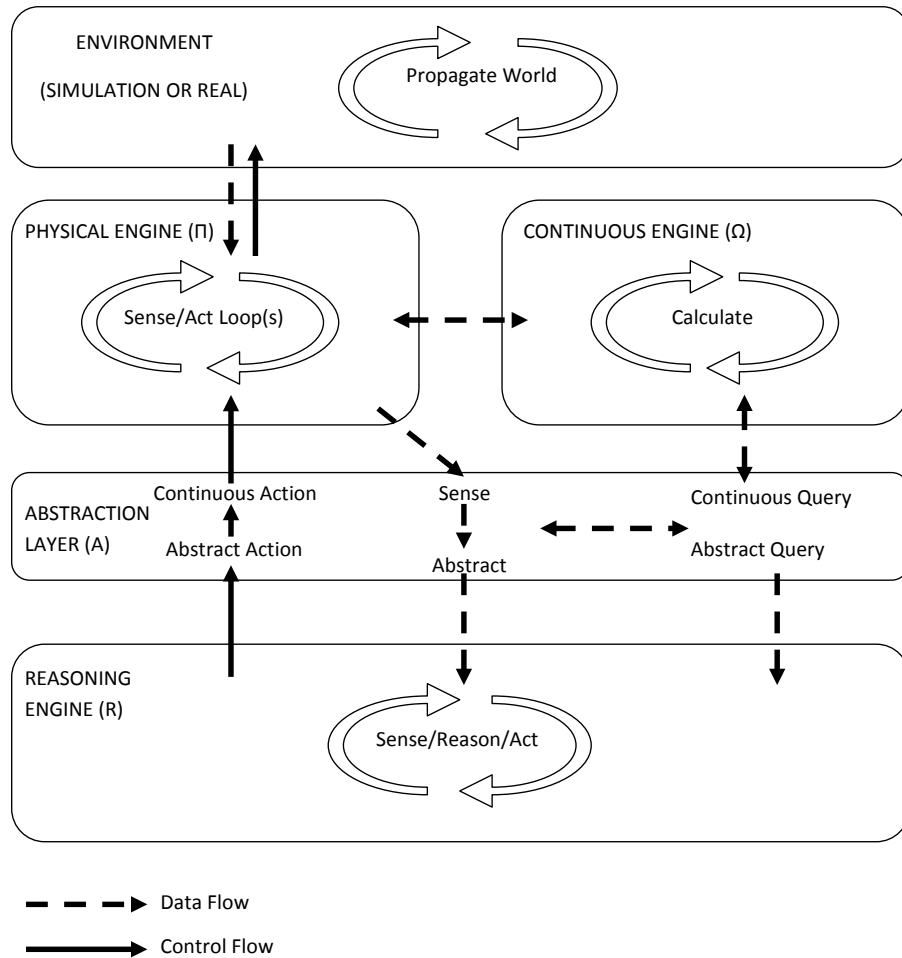 ENVIRONMENT
(SIMULATION OR REAL)
Propagate World
PHYSICAL ENGINE (Π)
Sense/Act Loop(s)
CONTINUOUS ENGINE (Ω)
Calculate
Continuous Action
Sense
Continuous Query
ABSTRACTION
LAYER (A)
Abstract Action
Abstract
Abstract Query
REASONING
ENGINE (R)
Sense/Reason/Act
Data Flow
Control Flow